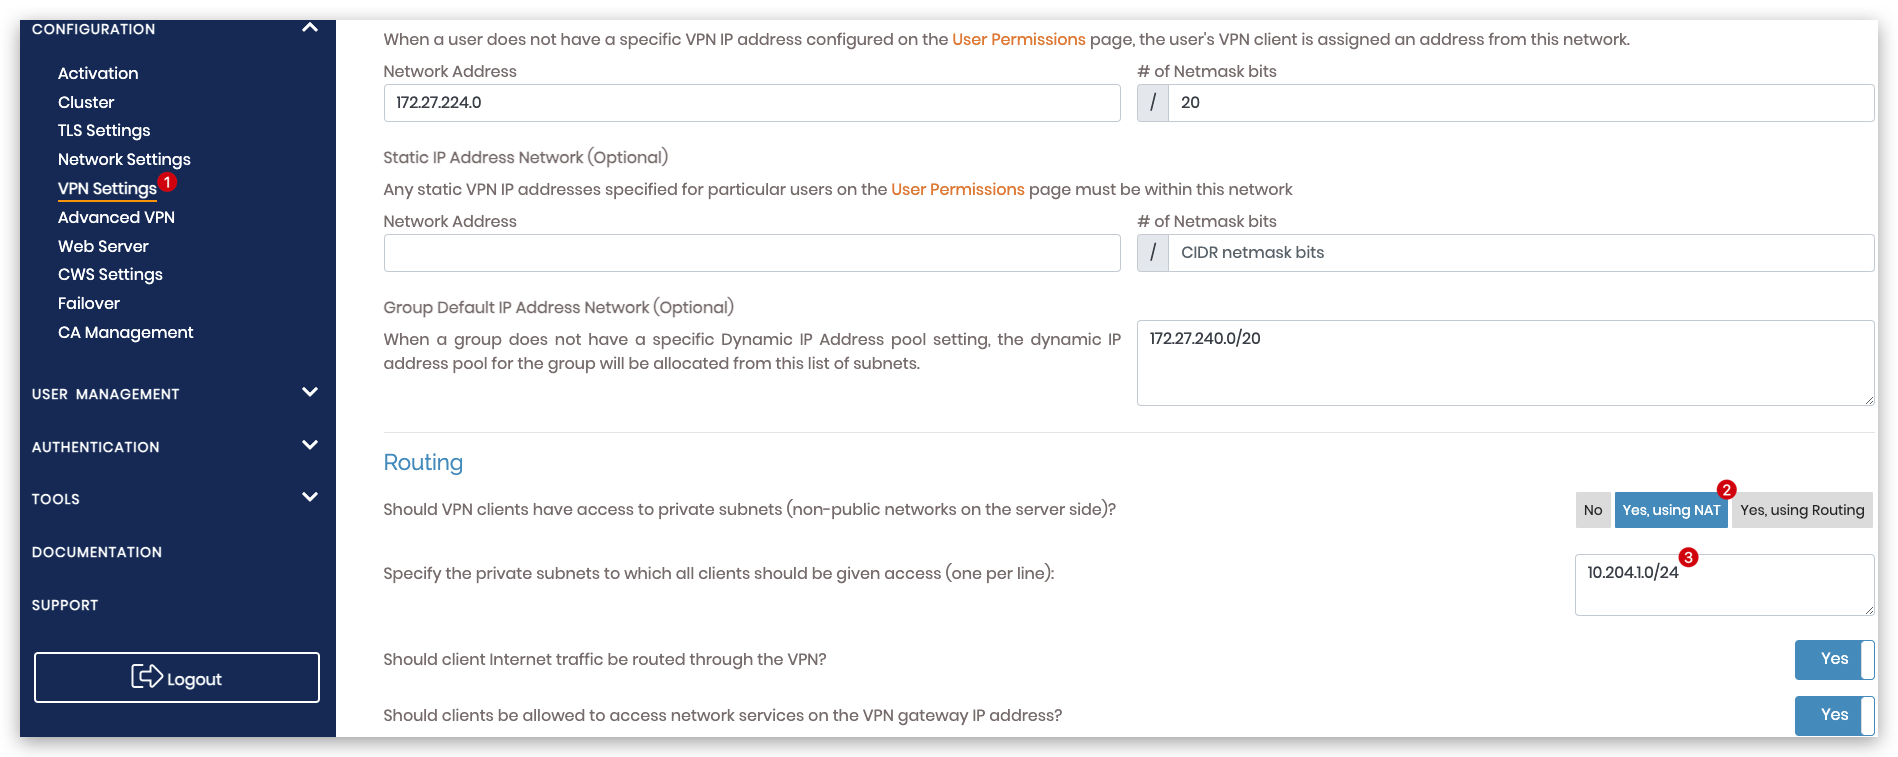 CONFIGURATION
Activation
Cluster
TLS Settings
Network Settings
VPN Settings 1
Advanced VPN
Web Server
CWS Settings
Failover
CA Management
USER MANAGEMENT
AUTHENTICATION
TOOLS
DOCUMENTATION
SUPPORT
Logout
When a user does not have a specific VPN IP address configured on the User Permissions page, the user's VPN client is assigned an address from this network.
Network Address
# of Netmask bits
172.27.224.0
/ 20
Static IP Address Network (Optional)
Any static VPN IP addresses specified for particular users on the User Permissions page must be within this network
Network Address
# of Netmask bits
/ CIDR netmask bits
Group Default IP Address Network (Optional)
When a group does not have a specific Dynamic IP Address pool setting, the dynamic IP
address pool for the group will be allocated from this list of subnets.
172.27.240.0/20
Routing
Should VPN clients have access to private subnets (non-public networks on the server side)?
No
Yes, using NAT
2
Yes, using Routing
Specify the private subnets to which all clients should be given access (one per line):
10.204.1.0/24
3
Should client Internet traffic be routed through the VPN?
Yes
Should clients be allowed to access network services on the VPN gateway IP address?
Yes